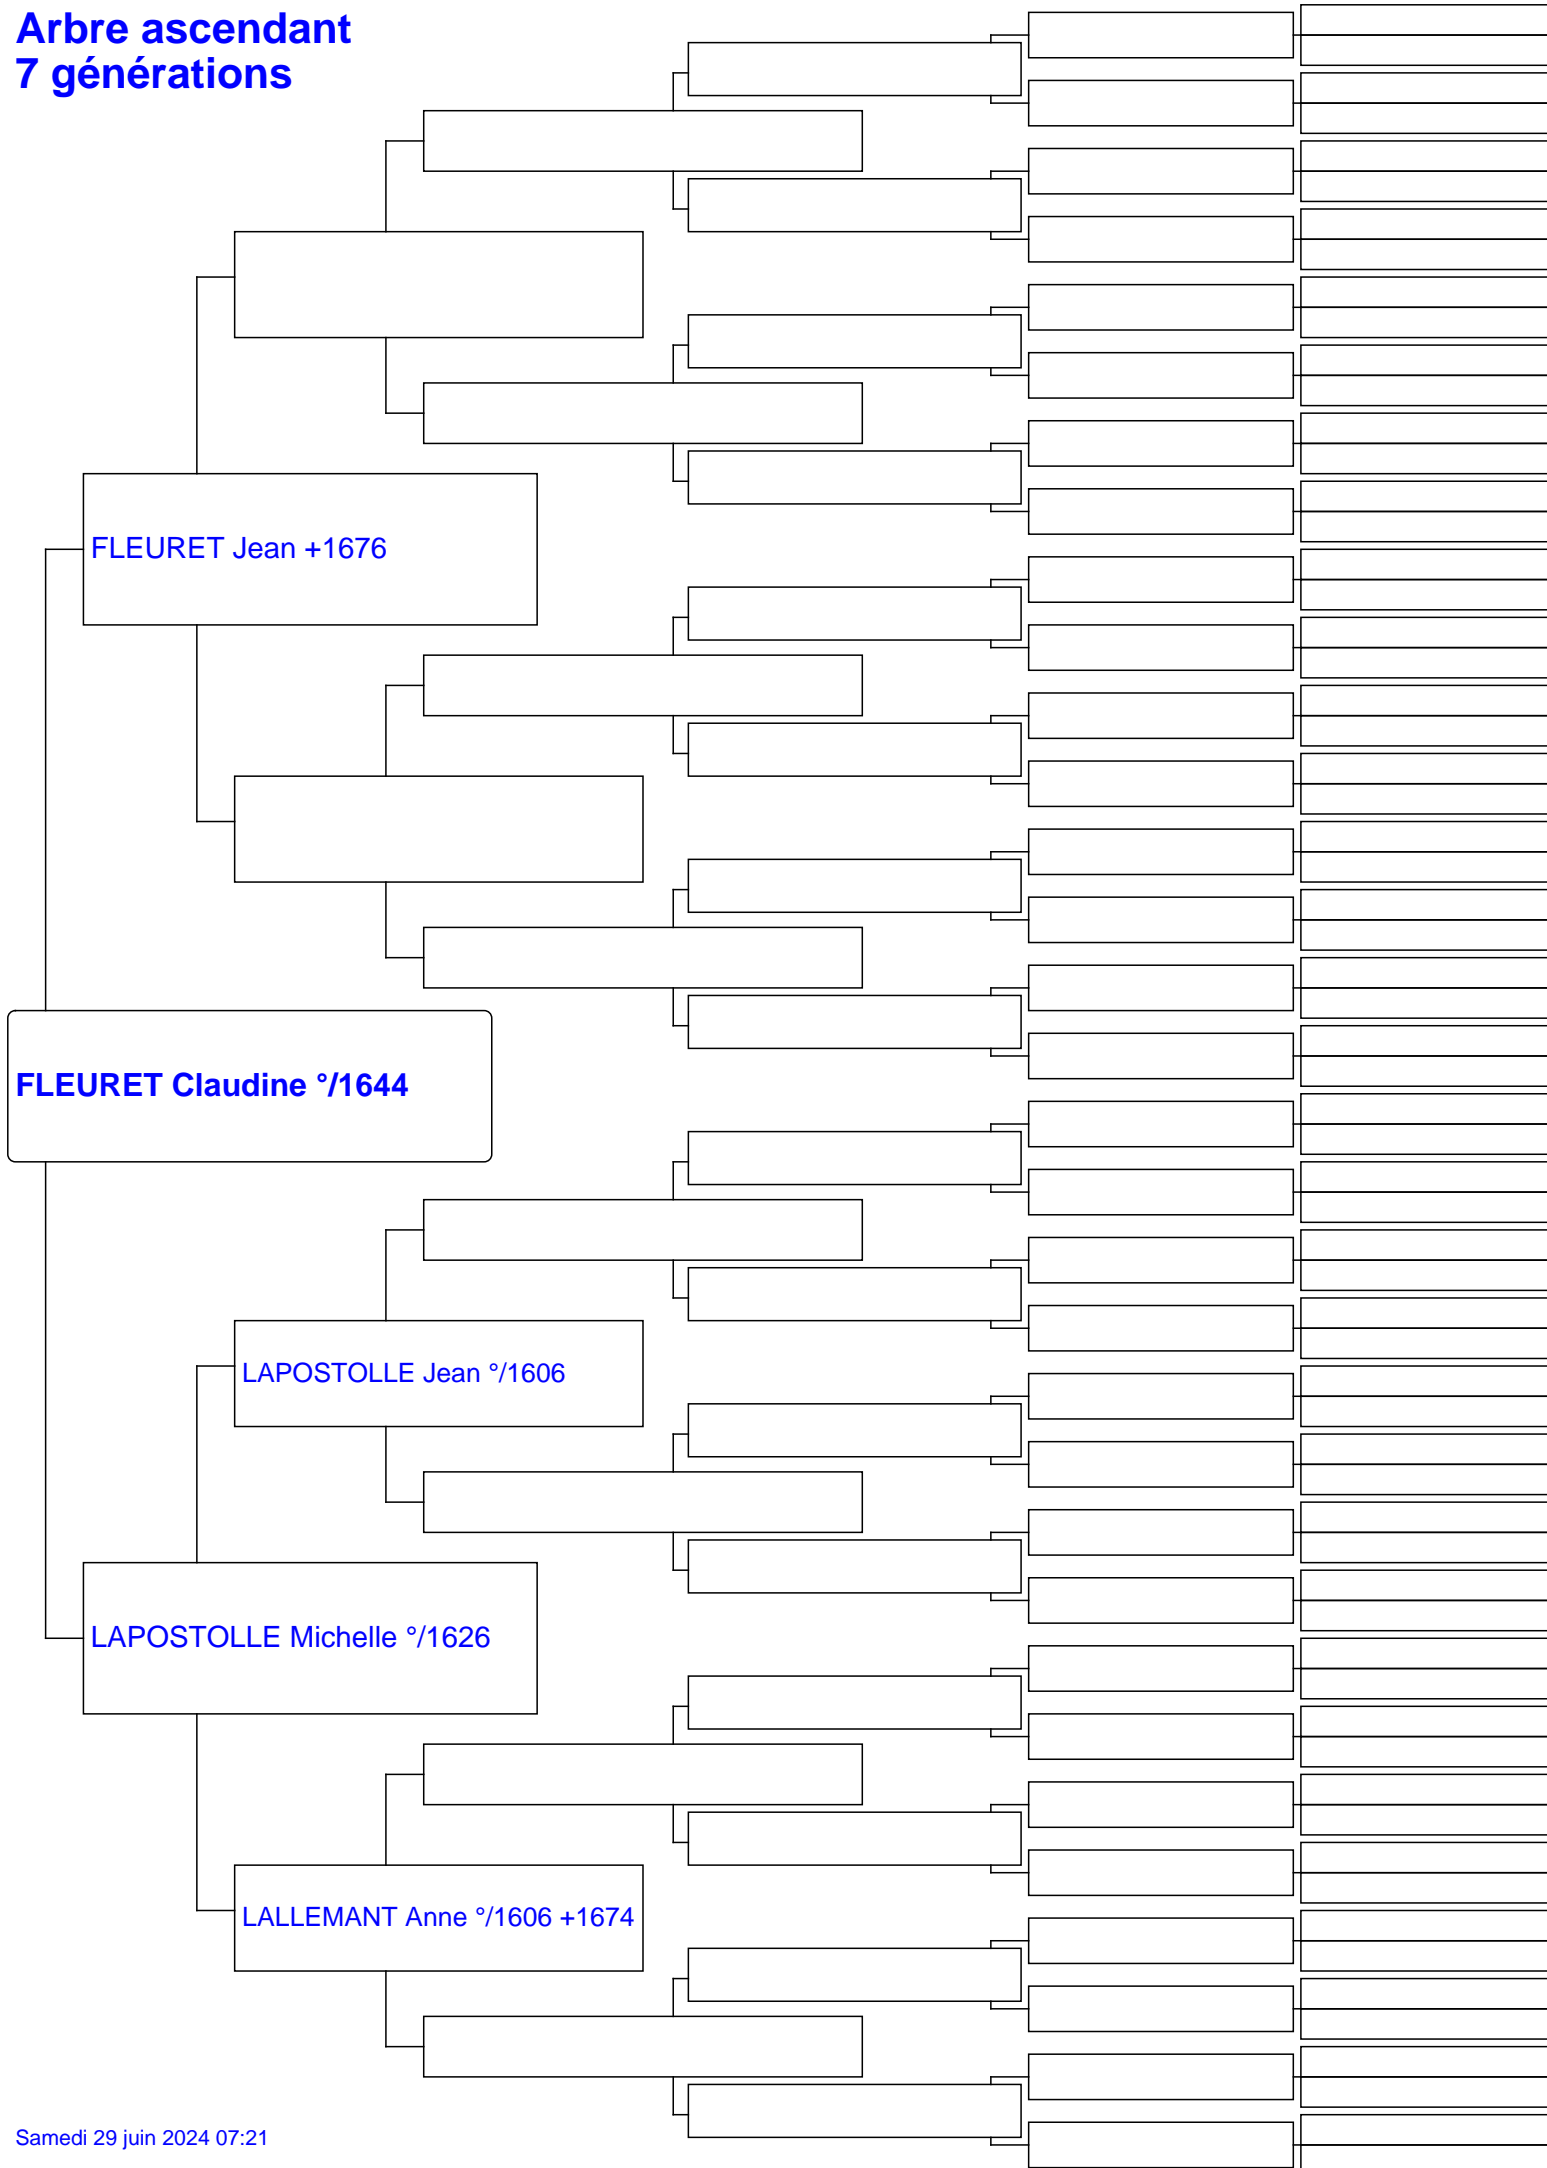 Arbre ascendant
7 générations
FLEURET Jean +1676
FLEURET Claudine °/1644
LAPOSTOLLE Jean °/1606
LAPOSTOLLE Michelle °/1626
LALLEMANT Anne °/1606 +1674
Samedi 29 juin 2024 07:21